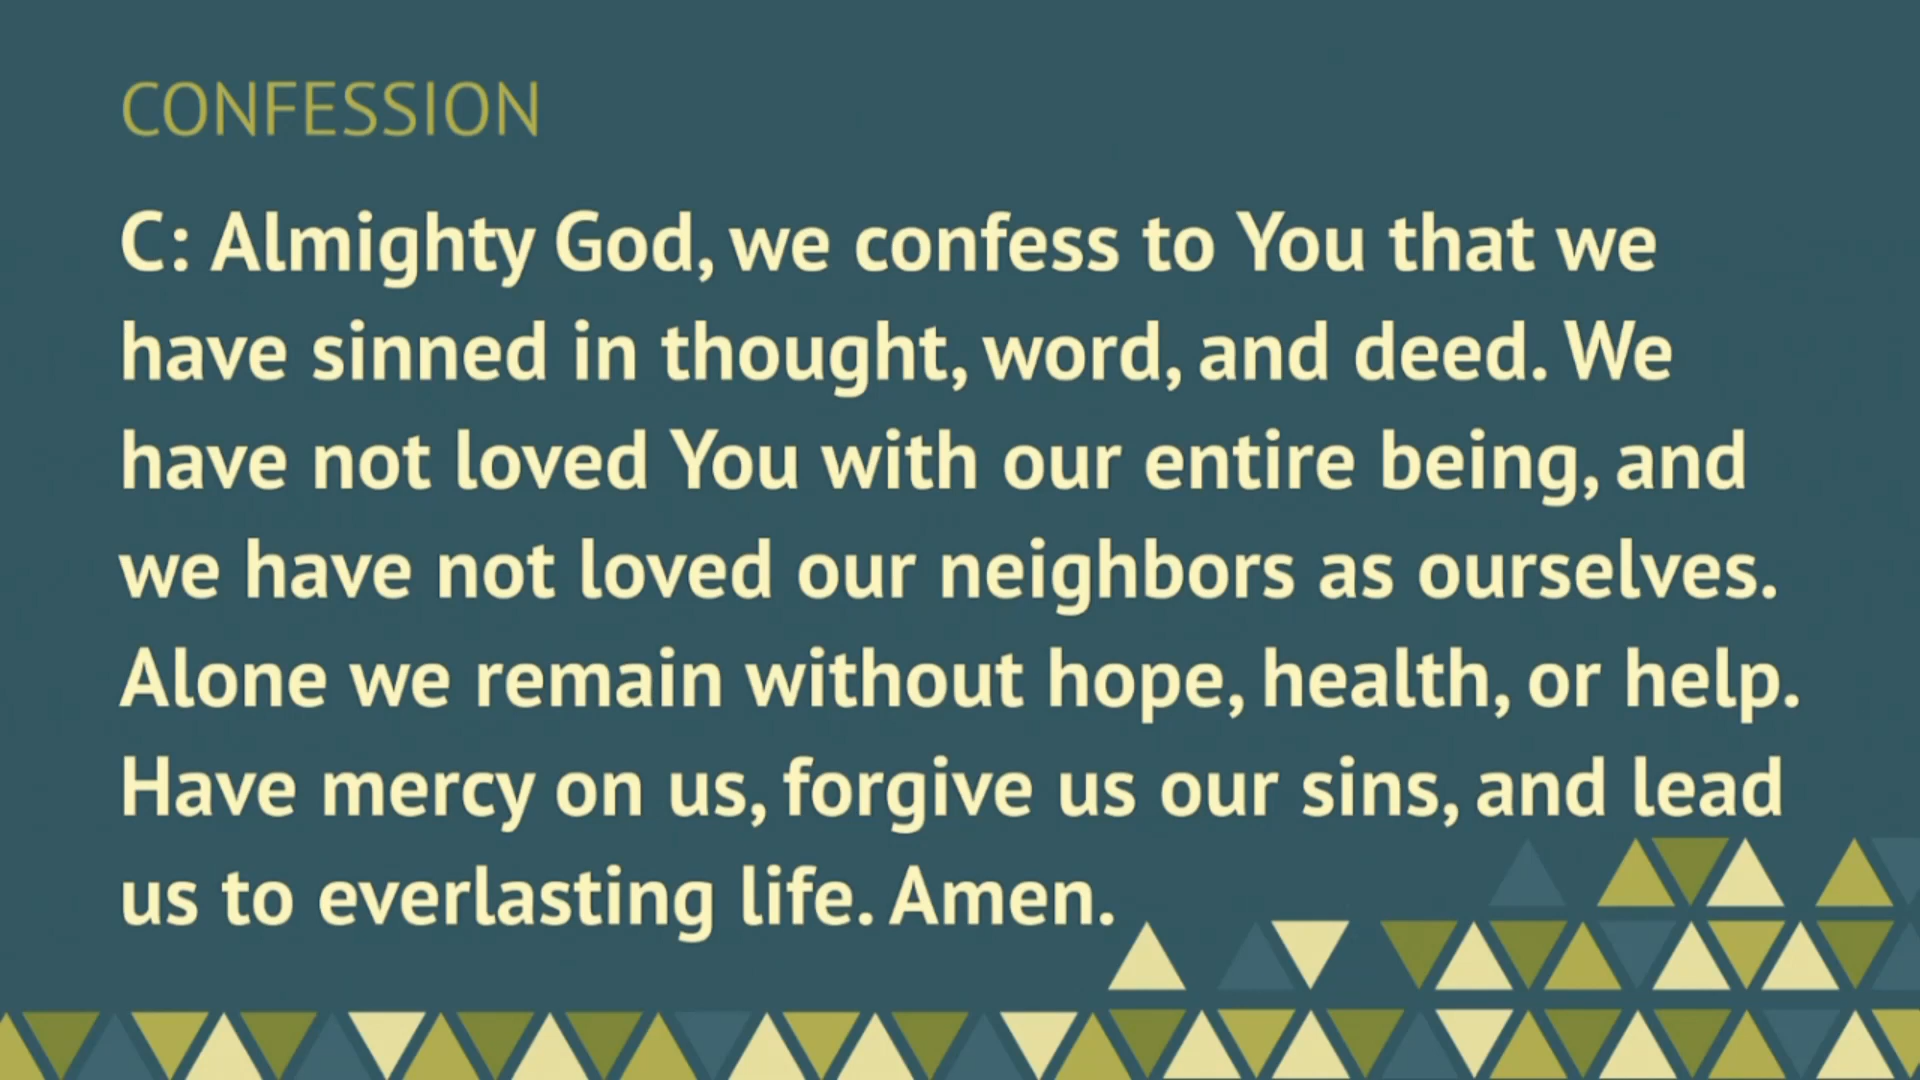 CONFESSION
C: Almighty God, we confess to You that we
have sinned in thought, word, and deed. We
have not loved You with our entire being, and
we have not loved our neighbors as ourselves.
Alone we remain without hope, health, or help.
Have mercy on us, forgive us our sins, and lead
us to everlasting life. Amen.